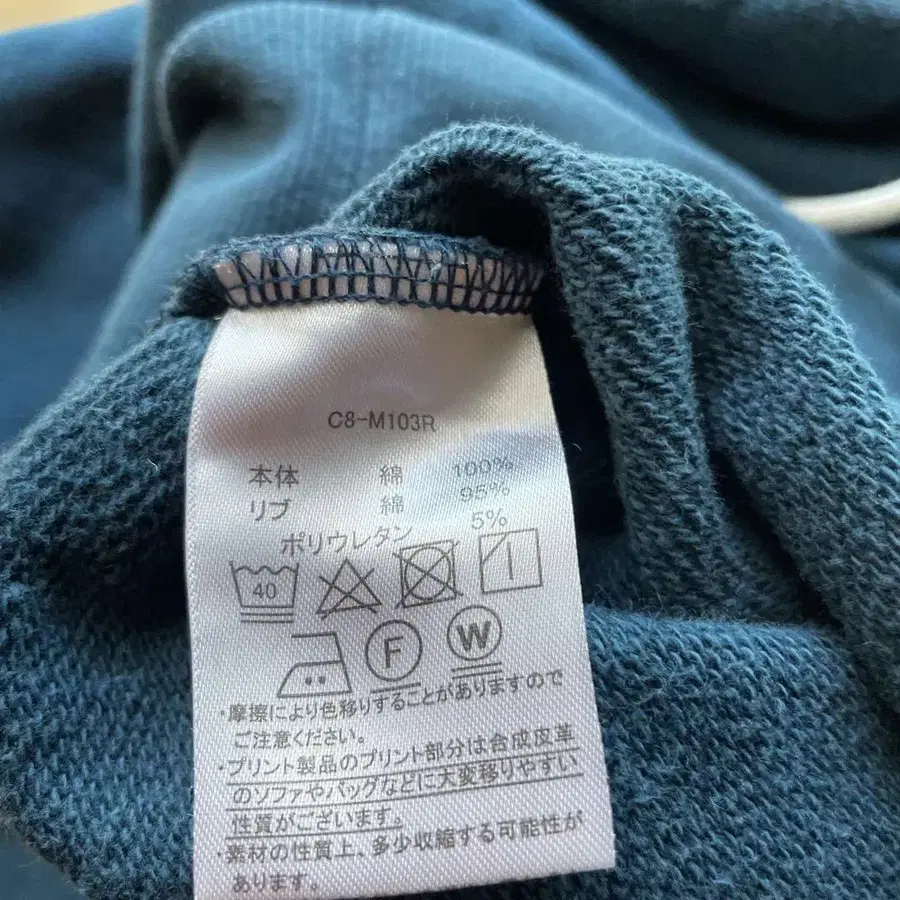 C8-M103R
本体 綿 100%
リブ 綿 95%
ポリウレタン 5%
40
F W
・摩擦により色移りすることがありますので
ご注意ください。
・プリント製品のプリント部分は合成皮革
のソファやバッグなどに大変移りやすい
性質がございます。
・素材の性質上、多少収縮する可能性が
あります。